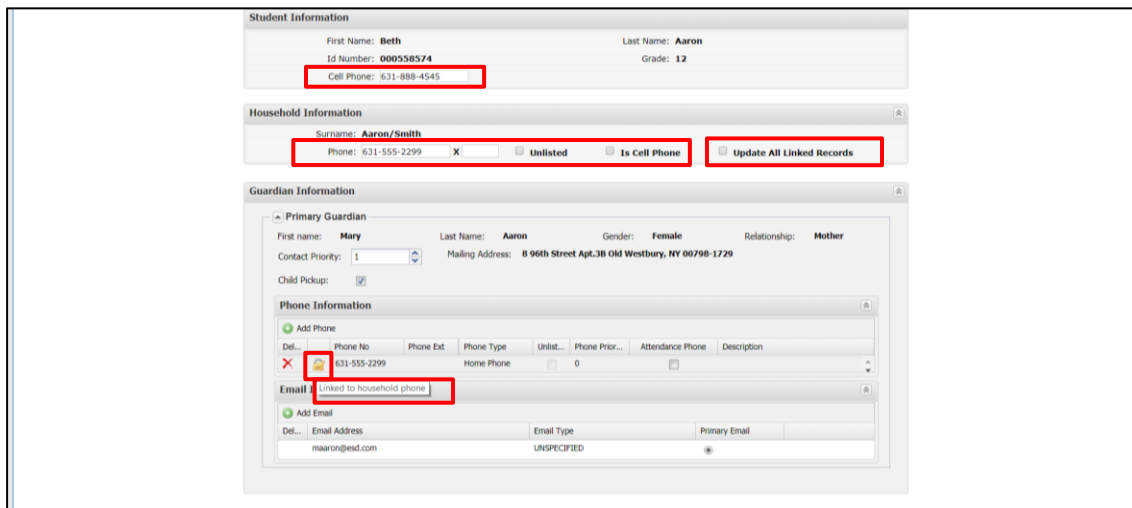 Student Information
First Name: Beth Last Name: Aaron
Id Number: 000558574 Grade: 12
Cell Phone: 631-888-4545
Household Information
Surname: Aaron/Smith
Phone: 631-555-2299 X Unlisted Is Cell Phone Update All Linked Records
Guardian Information
Primary Guardian
First name: Mary Last Name: Aaron Gender: Female Relationship: Mother
Contact Priority: 1 Mailing Address: 8 96th Street Apt.3B Old Westbury, NY 00798-1729
Child Pickup:
Phone Information
Add Phone
Del... Phone No Phone Ext Phone Type Unlist... Phone Prior... Attendance Phone Description
631-555-2299 Home Phone 0
Email I
Linked to household phone
Add Email
Del... Email Address Email Type Primary Email
maaron@esd.com UNSPECIFIED